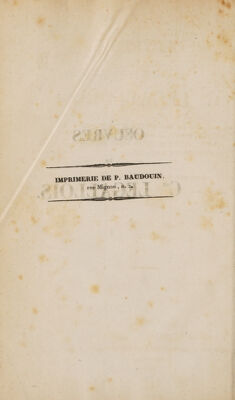 IMPRIMERIE DE P. BAUDOUIN,
rue Mignon, n. 2.